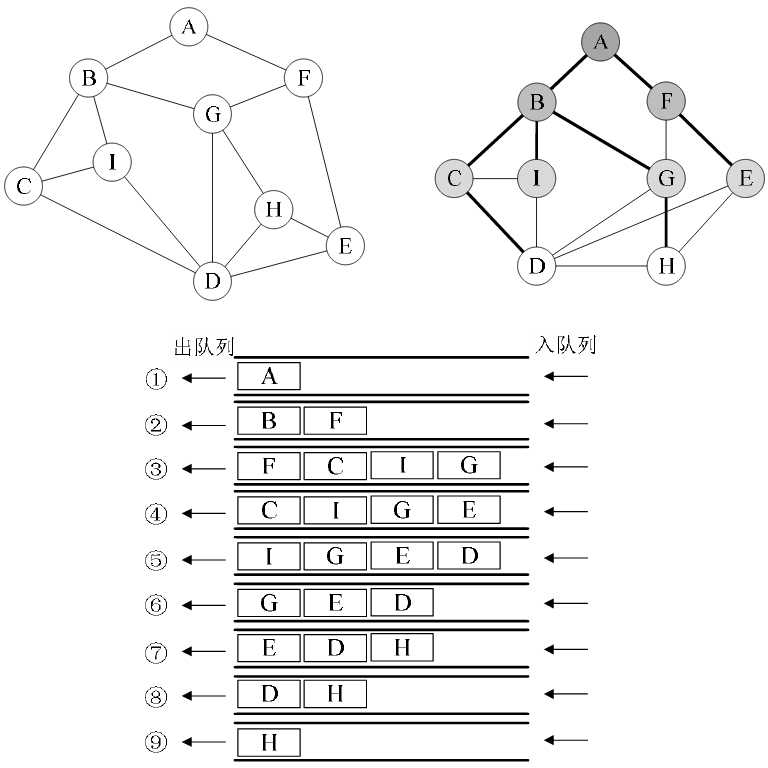 A
B
F
G
I
C
H
E
D
A
B
F
C
I
G
E
D
H
出队列 入队列
① A
② B F
③ F C I G
④ C I G E
⑤ I G E D
⑥ G E D
⑦ E D H
⑧ D H
⑨ H